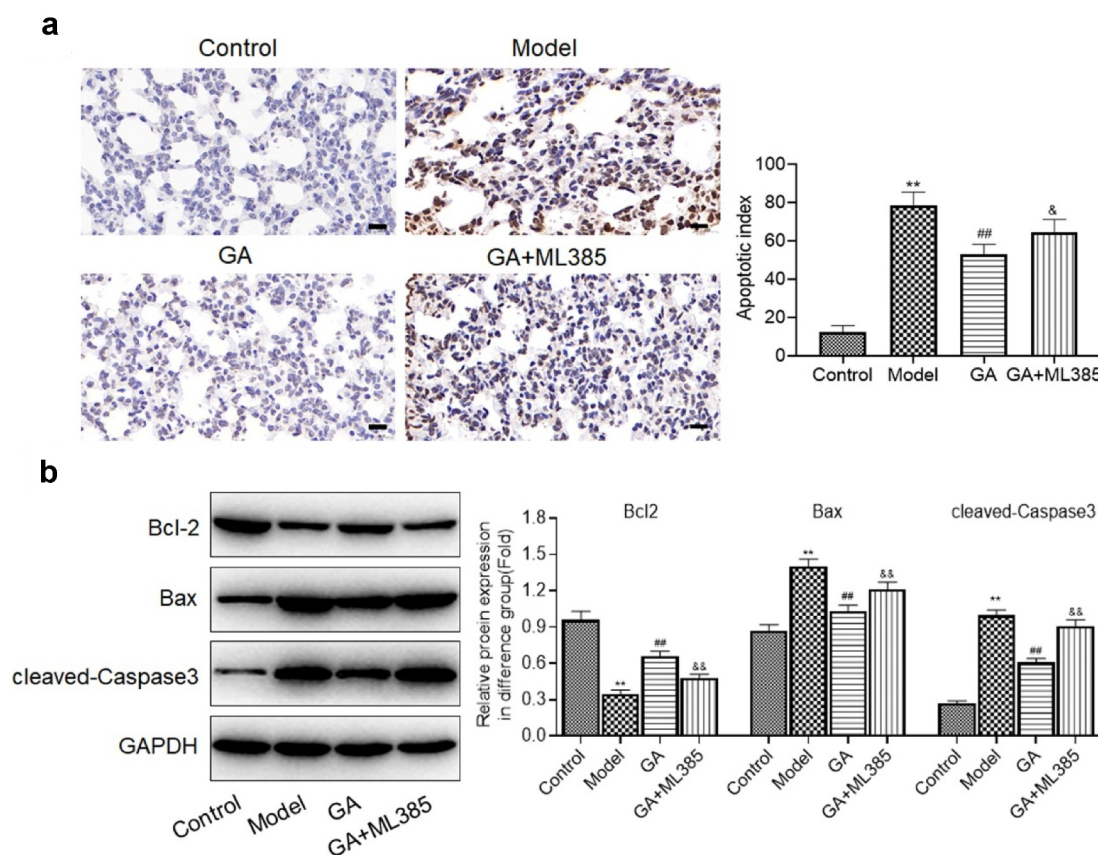 a
Control
Model
GA
GA+ML385
Apoptotic index
100
80
60
40
20
0
**
##
&
Control
Model
GA
GA+ML385
b
Bcl-2
Bax
cleaved-Caspase3
GAPDH
Control
Model
GA
GA+ML385
Relative prpein expression
in difference group(Fold)
1.8
1.5
1.2
0.9
0.6
0.3
0.0
Bcl2
Bax
cleaved-Caspase3
**
##
&&
**
##
&&
**
##
&&
Control
Model
GA
GA+ML385
Control
Model
GA
GA+ML385
Control
Model
GA
GA+ML385